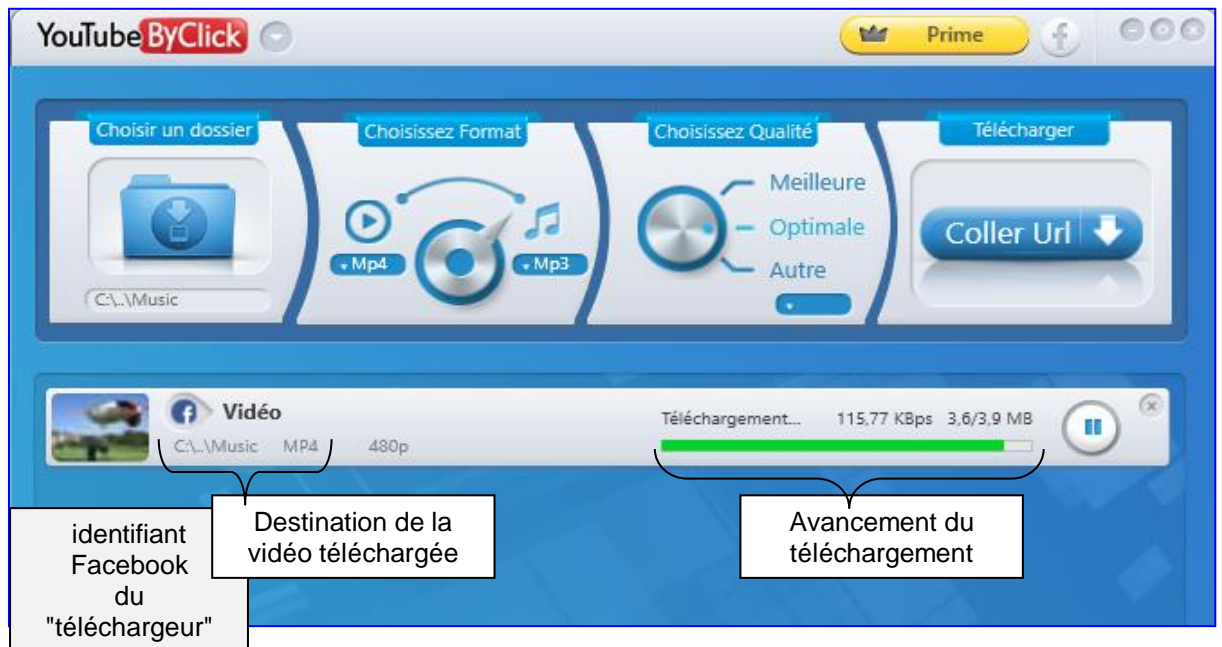 YouTube ByClick
Prime
Choisir un dossier
Choisissez Format
Choisissez Qualité
Télécharger
Mp4
Mp3
Meilleure
Optimale
Autre
Coller Url
C:\..\Music
Vidéo
C:\..\Music MP4 480p
Téléchargement... 115,77 KBps 3,6/3,9 MB
identifiant
Facebook
du
"téléchargeur"
Destination de la
vidéo téléchargée
Avancement du
téléchargement